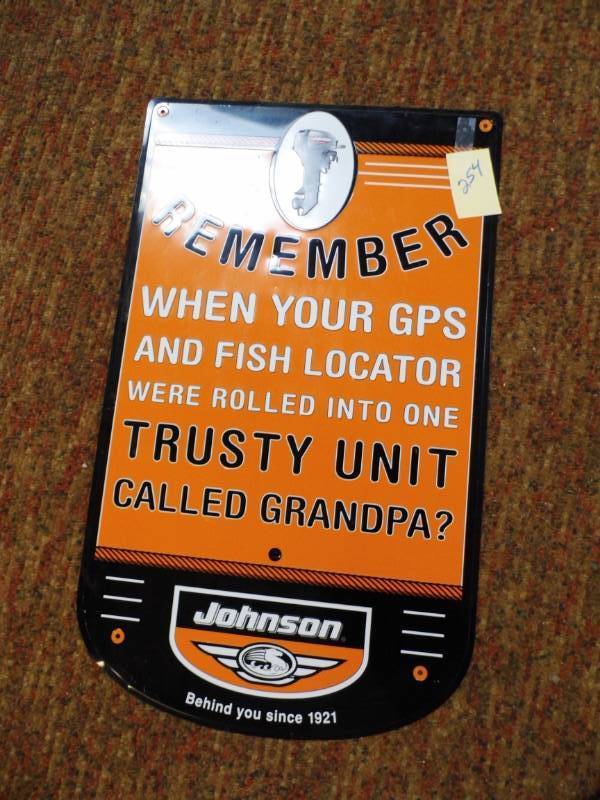 254
REMEMBER
WHEN YOUR GPS
AND FISH LOCATOR
WERE ROLLED INTO ONE
TRUSTY UNIT
CALLED GRANDPA?
Johnson
Behind you since 1921